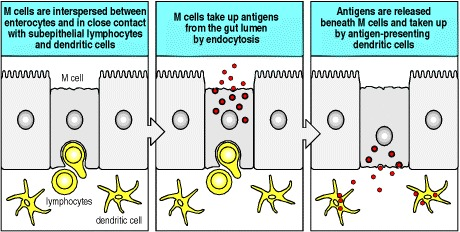 M cells are interspersed between
enterocytes and in close contact
with subepithelial lymphocytes
and dendritic cells
M cells take up antigens
from the gut lumen
by endocytosis
Antigens are released
beneath M cells and taken up
by antigen-presenting
dendritic cells
M cell
lymphocytes
dendritic cell